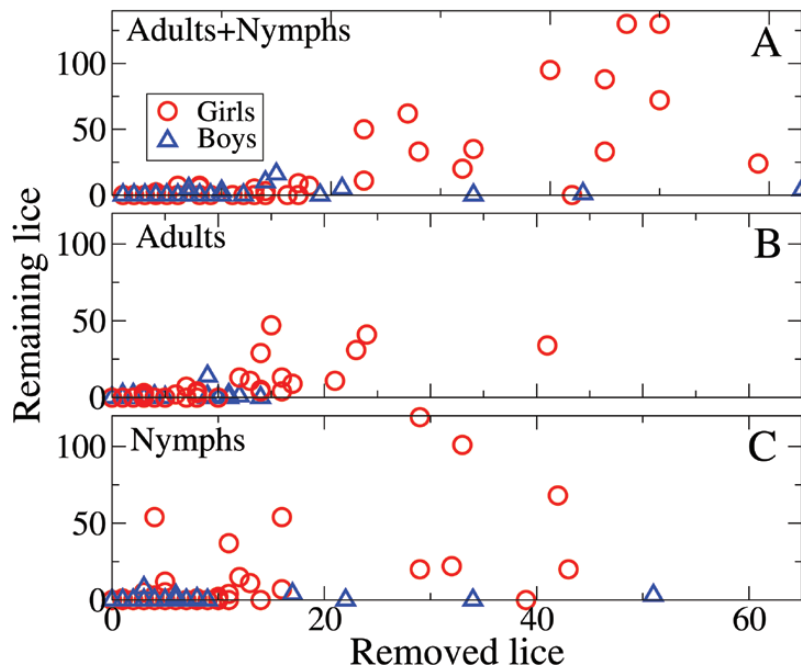 Adults+Nymphs
A
100
50
0
Girls
Boys
Adults
B
100
50
0
Nymphs
C
100
50
0
0
20
40
60
Remaining lice
Removed lice